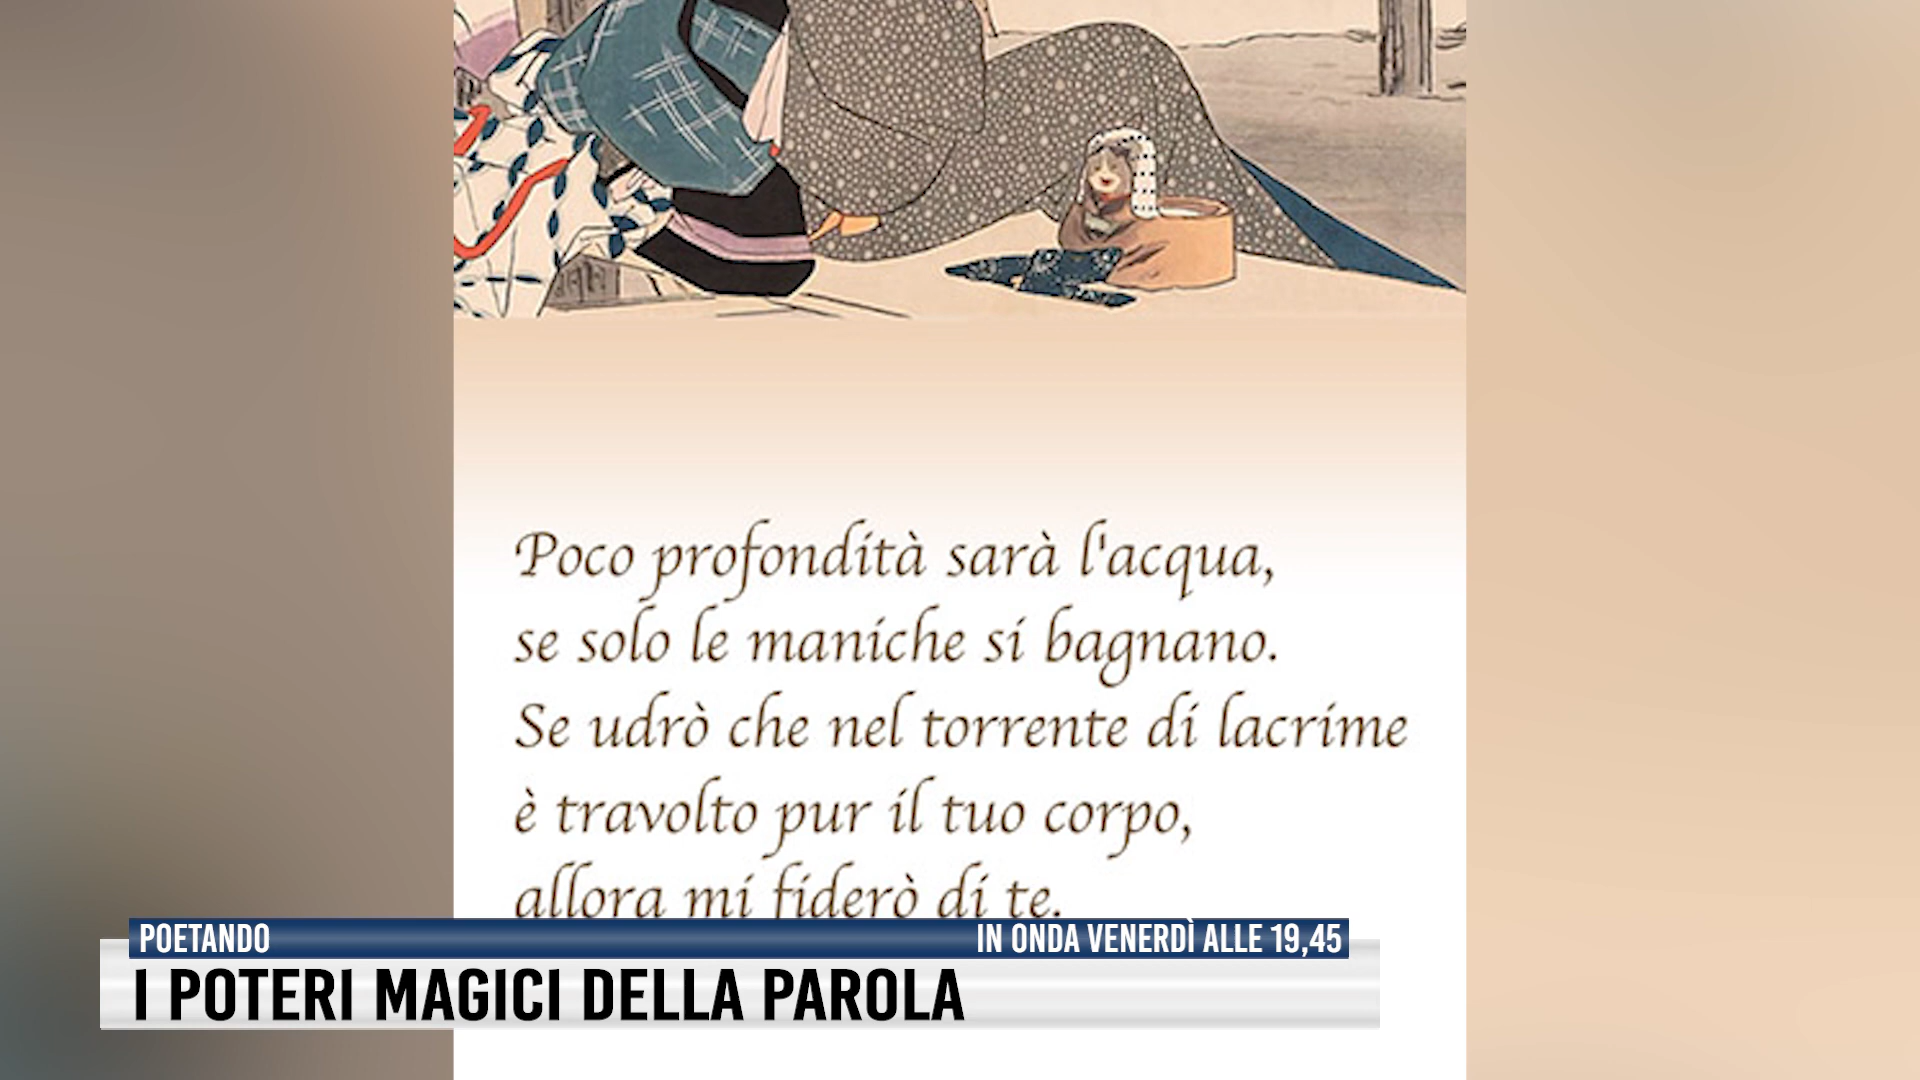 Poco profondità sarà l'acqua,
se solo le maniche si bagnano.
Se udrò che nel torrente di lacrime
è travolto pur il tuo corpo,
allora mi fiderò di te.
POETANDO
IN ONDA VENERDÌ ALLE 19,45
I POTERI MAGICI DELLA PAROLA